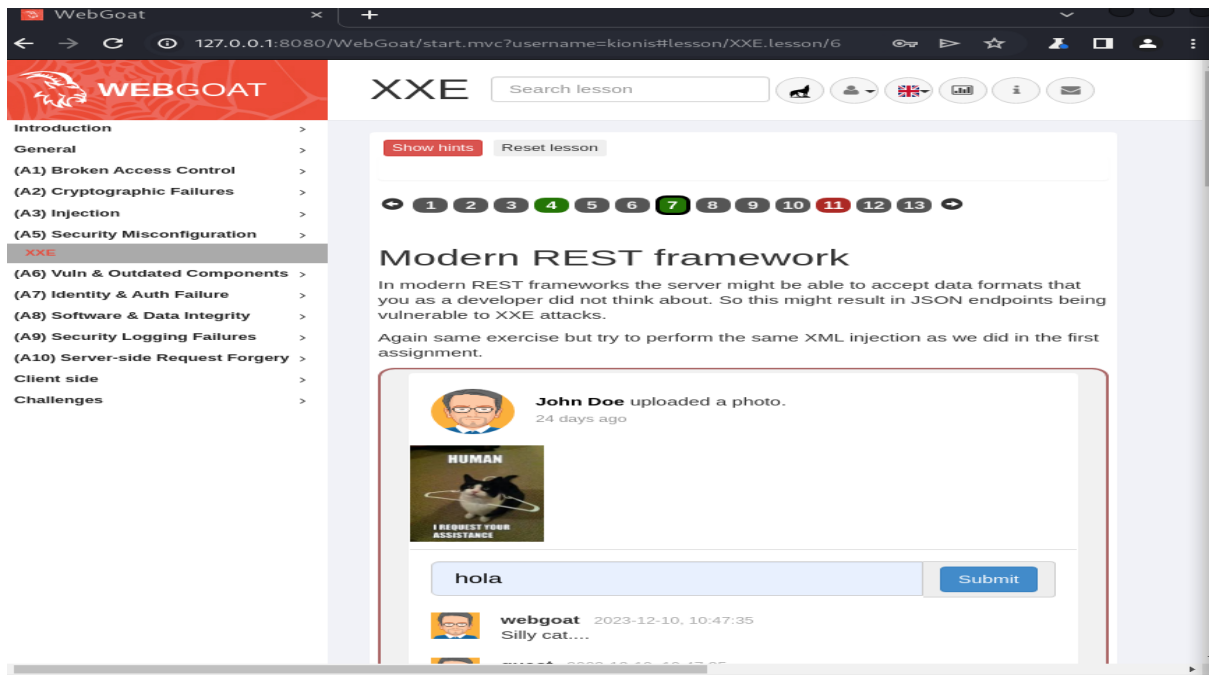 WebGoat
127.0.0.1:8080/WebGoat/start.mvc?username=kionis#lesson/XXE.lesson/6
WEBGOAT
XXE
Search lesson
Introduction
General
(A1) Broken Access Control
(A2) Cryptographic Failures
(A3) Injection
(A5) Security Misconfiguration
XXE
(A6) Vuln & Outdated Components
(A7) Identity & Auth Failure
(A8) Software & Data Integrity
(A9) Security Logging Failures
(A10) Server-side Request Forgery
Client side
Challenges
Show hints Reset lesson
1 2 3 4 5 6 7 8 9 10 11 12 13
Modern REST framework
In modern REST frameworks the server might be able to accept data formats that
you as a developer did not think about. So this might result in JSON endpoints being
vulnerable to XXE attacks.
Again same exercise but try to perform the same XML injection as we did in the first
assignment.
John Doe uploaded a photo.
24 days ago
HUMAN
I REQUEST YOUR
ASSISTANCE
hola Submit
webgoat 2023-12-10, 10:47:35
Silly cat....